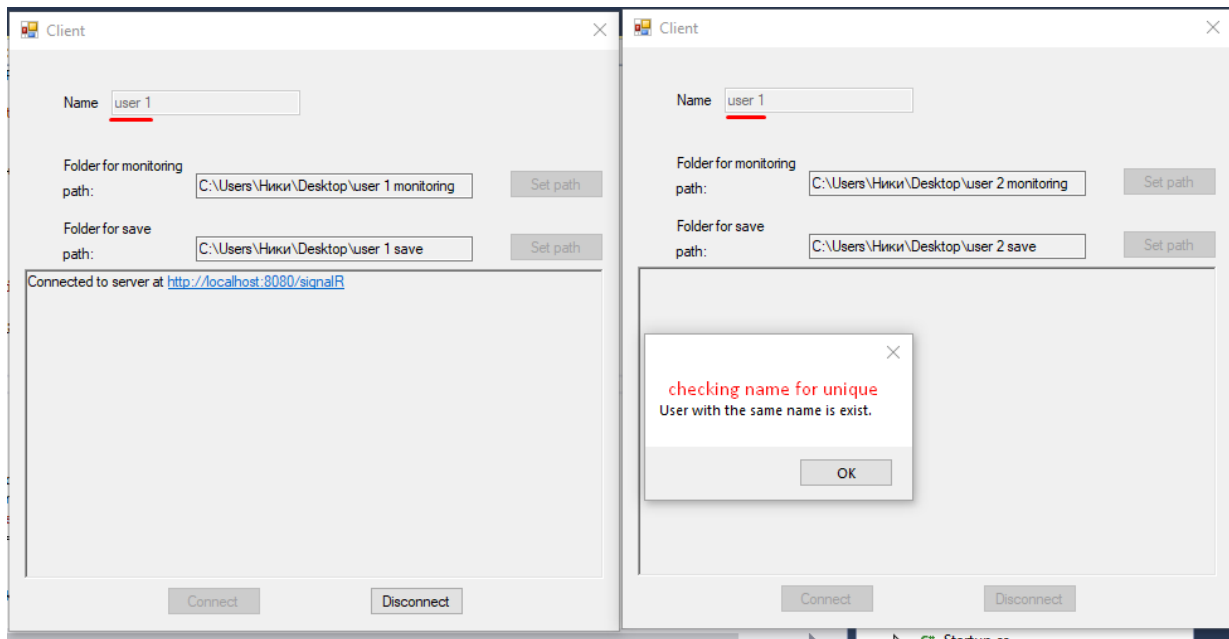 Client
Name user 1
Folder for monitoring
path: C:\Users\Ники\Desktop\user 1 monitoring Set path
Folder for save
path: C:\Users\Ники\Desktop\user 1 save Set path
Connected to server at http://localhost:8080/signalR
Connect Disconnect
Client
Name user 1
Folder for monitoring
path: C:\Users\Ники\Desktop\user 2 monitoring Set path
Folder for save
path: C:\Users\Ники\Desktop\user 2 save Set path
checking name for unique
User with the same name is exist.
OK
Connect Disconnect